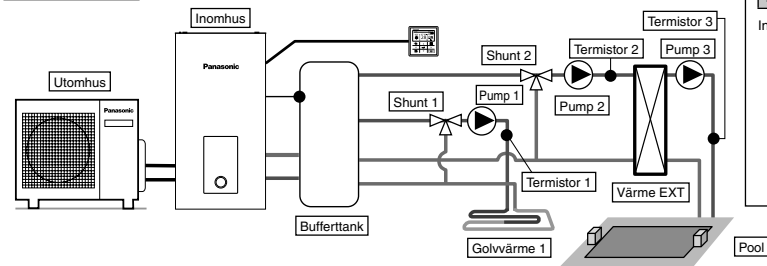 Inomhus
Termistor 3
In
Panasonic
Shunt 2
Termistor 2
Pump 3
Utomhus
Panasonic
Shunt 1
Pump 1
Pump 2
Termistor 1
Värme EXT
Bufferttank
Golvvärme 1
Pool